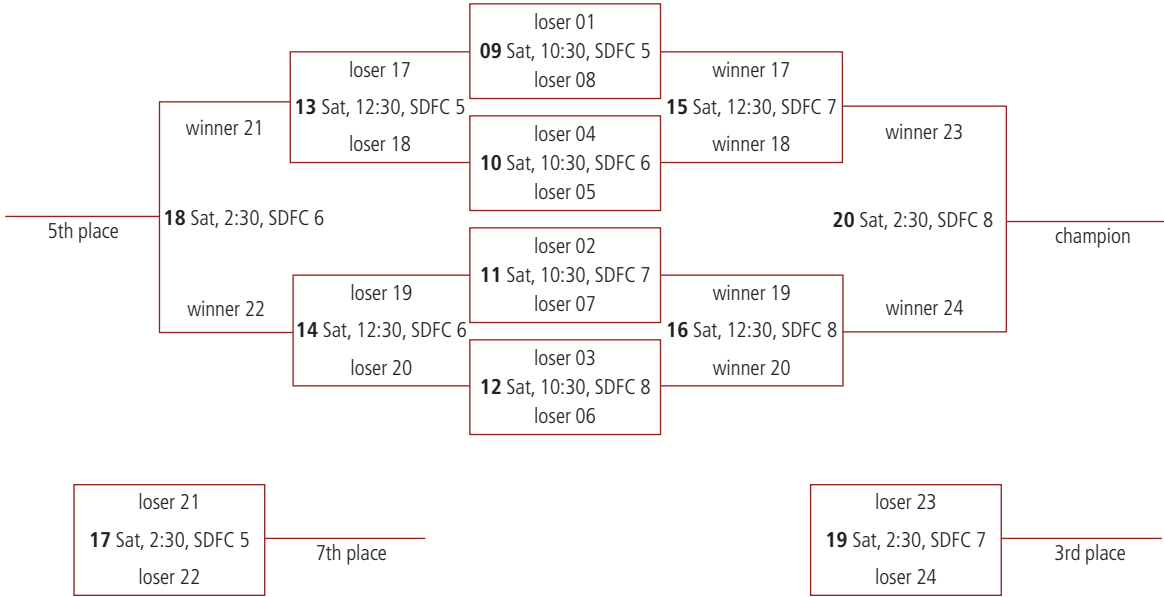 loser 01
09 Sat, 10:30, SDFC 5
loser 08
loser 17
13 Sat, 12:30, SDFC 5
loser 18
winner 17
15 Sat, 12:30, SDFC 7
winner 18
loser 04
10 Sat, 10:30, SDFC 6
loser 05
winner 21
18 Sat, 2:30, SDFC 6
5th place
winner 22
winner 23
20 Sat, 2:30, SDFC 8
champion
winner 24
loser 02
11 Sat, 10:30, SDFC 7
loser 07
loser 19
14 Sat, 12:30, SDFC 6
loser 20
winner 19
16 Sat, 12:30, SDFC 8
winner 20
loser 03
12 Sat, 10:30, SDFC 8
loser 06
loser 21
17 Sat, 2:30, SDFC 5
loser 22
7th place
loser 23
19 Sat, 2:30, SDFC 7
loser 24
3rd place